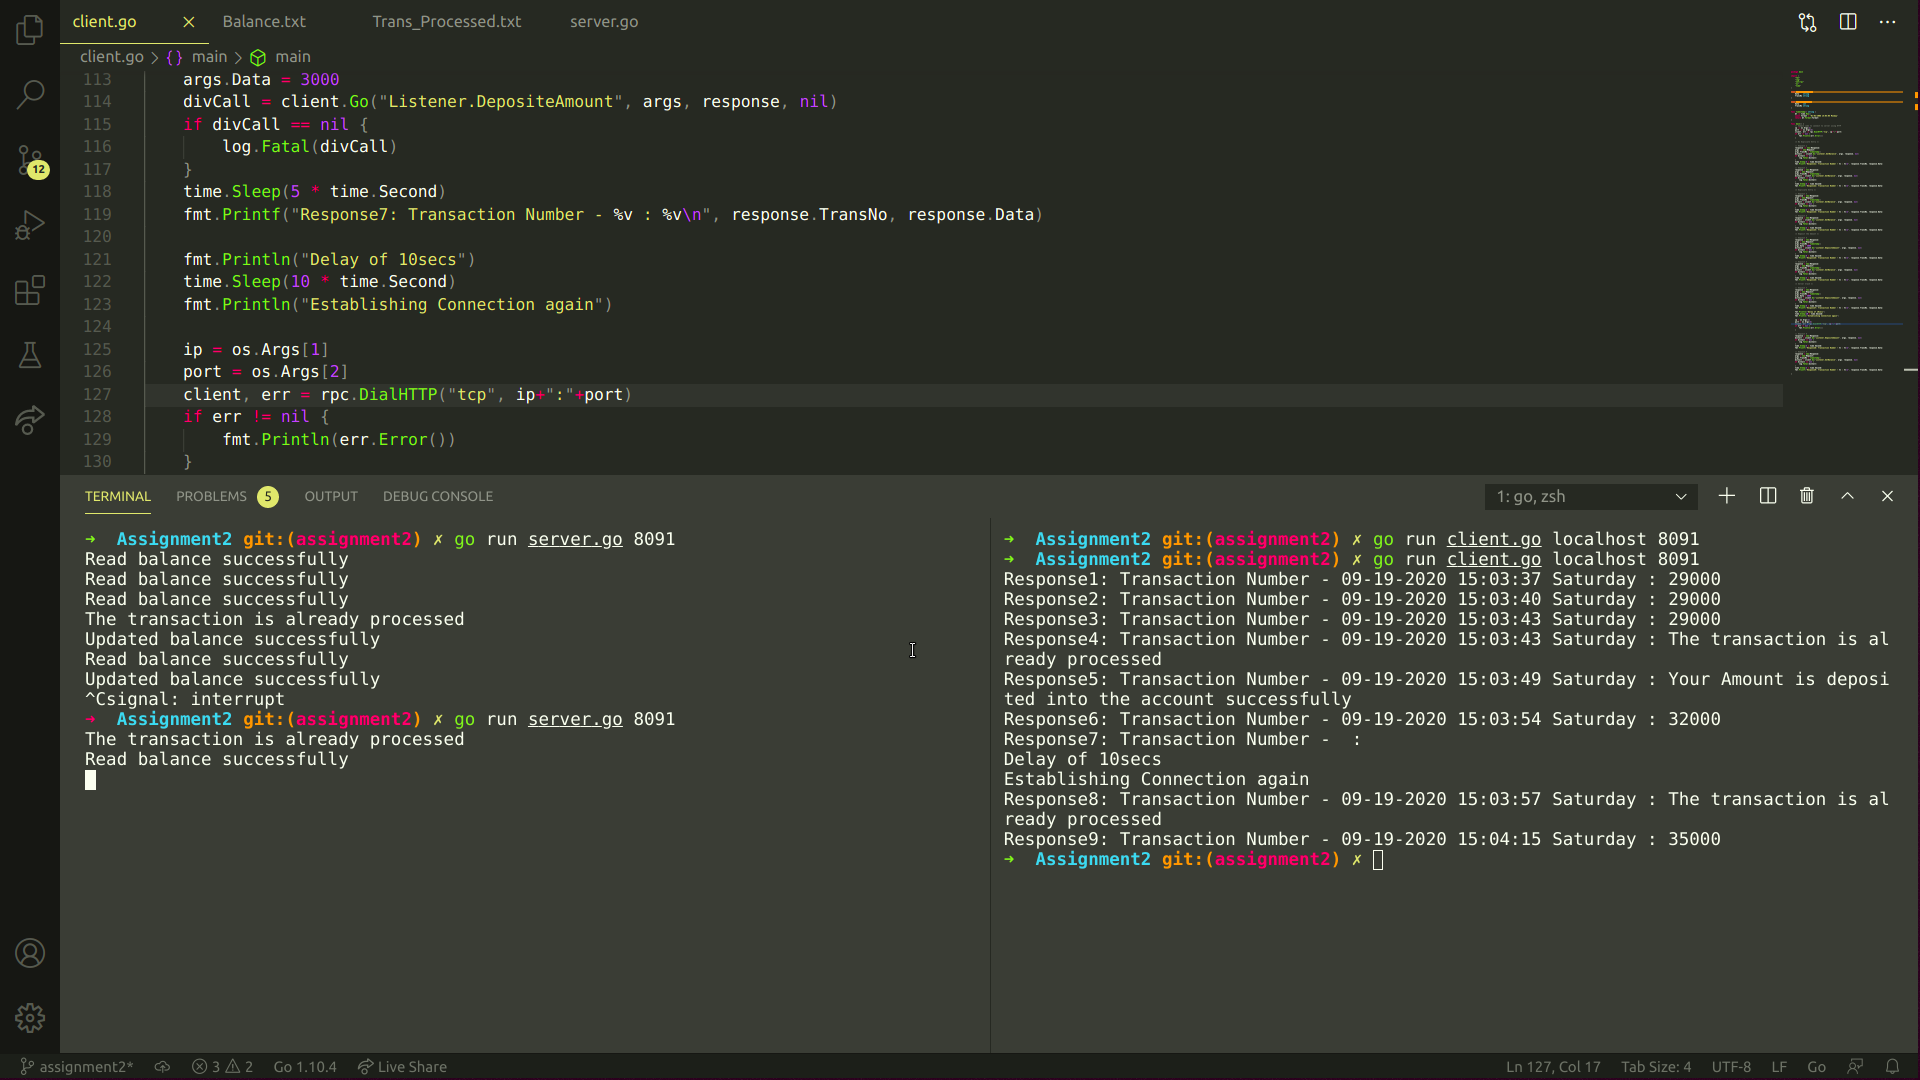 client.go
Balance.txt
Trans_Processed.txt
server.go
client.go > {} main > main
113 args.Data = 3000
114 divCall = client.Go("Listener.DepositeAmount", args, response, nil)
115 if divCall == nil {
116 log.Fatal(divCall)
117 }
118 time.Sleep(5 * time.Second)
119 fmt.Printf("Response7: Transaction Number - %v : %v\n", response.TransNo, response.Data)
120
121 fmt.Println("Delay of 10secs")
122 time.Sleep(10 * time.Second)
123 fmt.Println("Establishing Connection again")
124
125 ip = os.Args[1]
126 port = os.Args[2]
127 client, err = rpc.DialHTTP("tcp", ip+":"+port)
128 if err != nil {
129 fmt.Println(err.Error())
130 }
12
TERMINAL PROBLEMS 5 OUTPUT DEBUG CONSOLE
1: go, zsh
→ Assignment2 git:(assignment2) ✗ go run server.go 8091
Read balance successfully
Read balance successfully
Read balance successfully
The transaction is already processed
Updated balance successfully
Read balance successfully
Updated balance successfully
^Csignal: interrupt
→ Assignment2 git:(assignment2) ✗ go run server.go 8091
The transaction is already processed
Read balance successfully
→ Assignment2 git:(assignment2) ✗ go run client.go localhost 8091
→ Assignment2 git:(assignment2) ✗ go run client.go localhost 8091
Response1: Transaction Number - 09-19-2020 15:03:37 Saturday : 29000
Response2: Transaction Number - 09-19-2020 15:03:40 Saturday : 29000
Response3: Transaction Number - 09-19-2020 15:03:43 Saturday : 29000
Response4: Transaction Number - 09-19-2020 15:03:43 Saturday : The transaction is al
ready processed
Response5: Transaction Number - 09-19-2020 15:03:49 Saturday : Your Amount is deposi
ted into the account successfully
Response6: Transaction Number - 09-19-2020 15:03:54 Saturday : 32000
Response7: Transaction Number -  :
Delay of 10secs
Establishing Connection again
Response8: Transaction Number - 09-19-2020 15:03:57 Saturday : The transaction is al
ready processed
Response9: Transaction Number - 09-19-2020 15:04:15 Saturday : 35000
→ Assignment2 git:(assignment2) ✗
assignment2* 3 2 Go 1.10.4 Live Share
Ln 127, Col 17 Tab Size: 4 UTF-8 LF Go